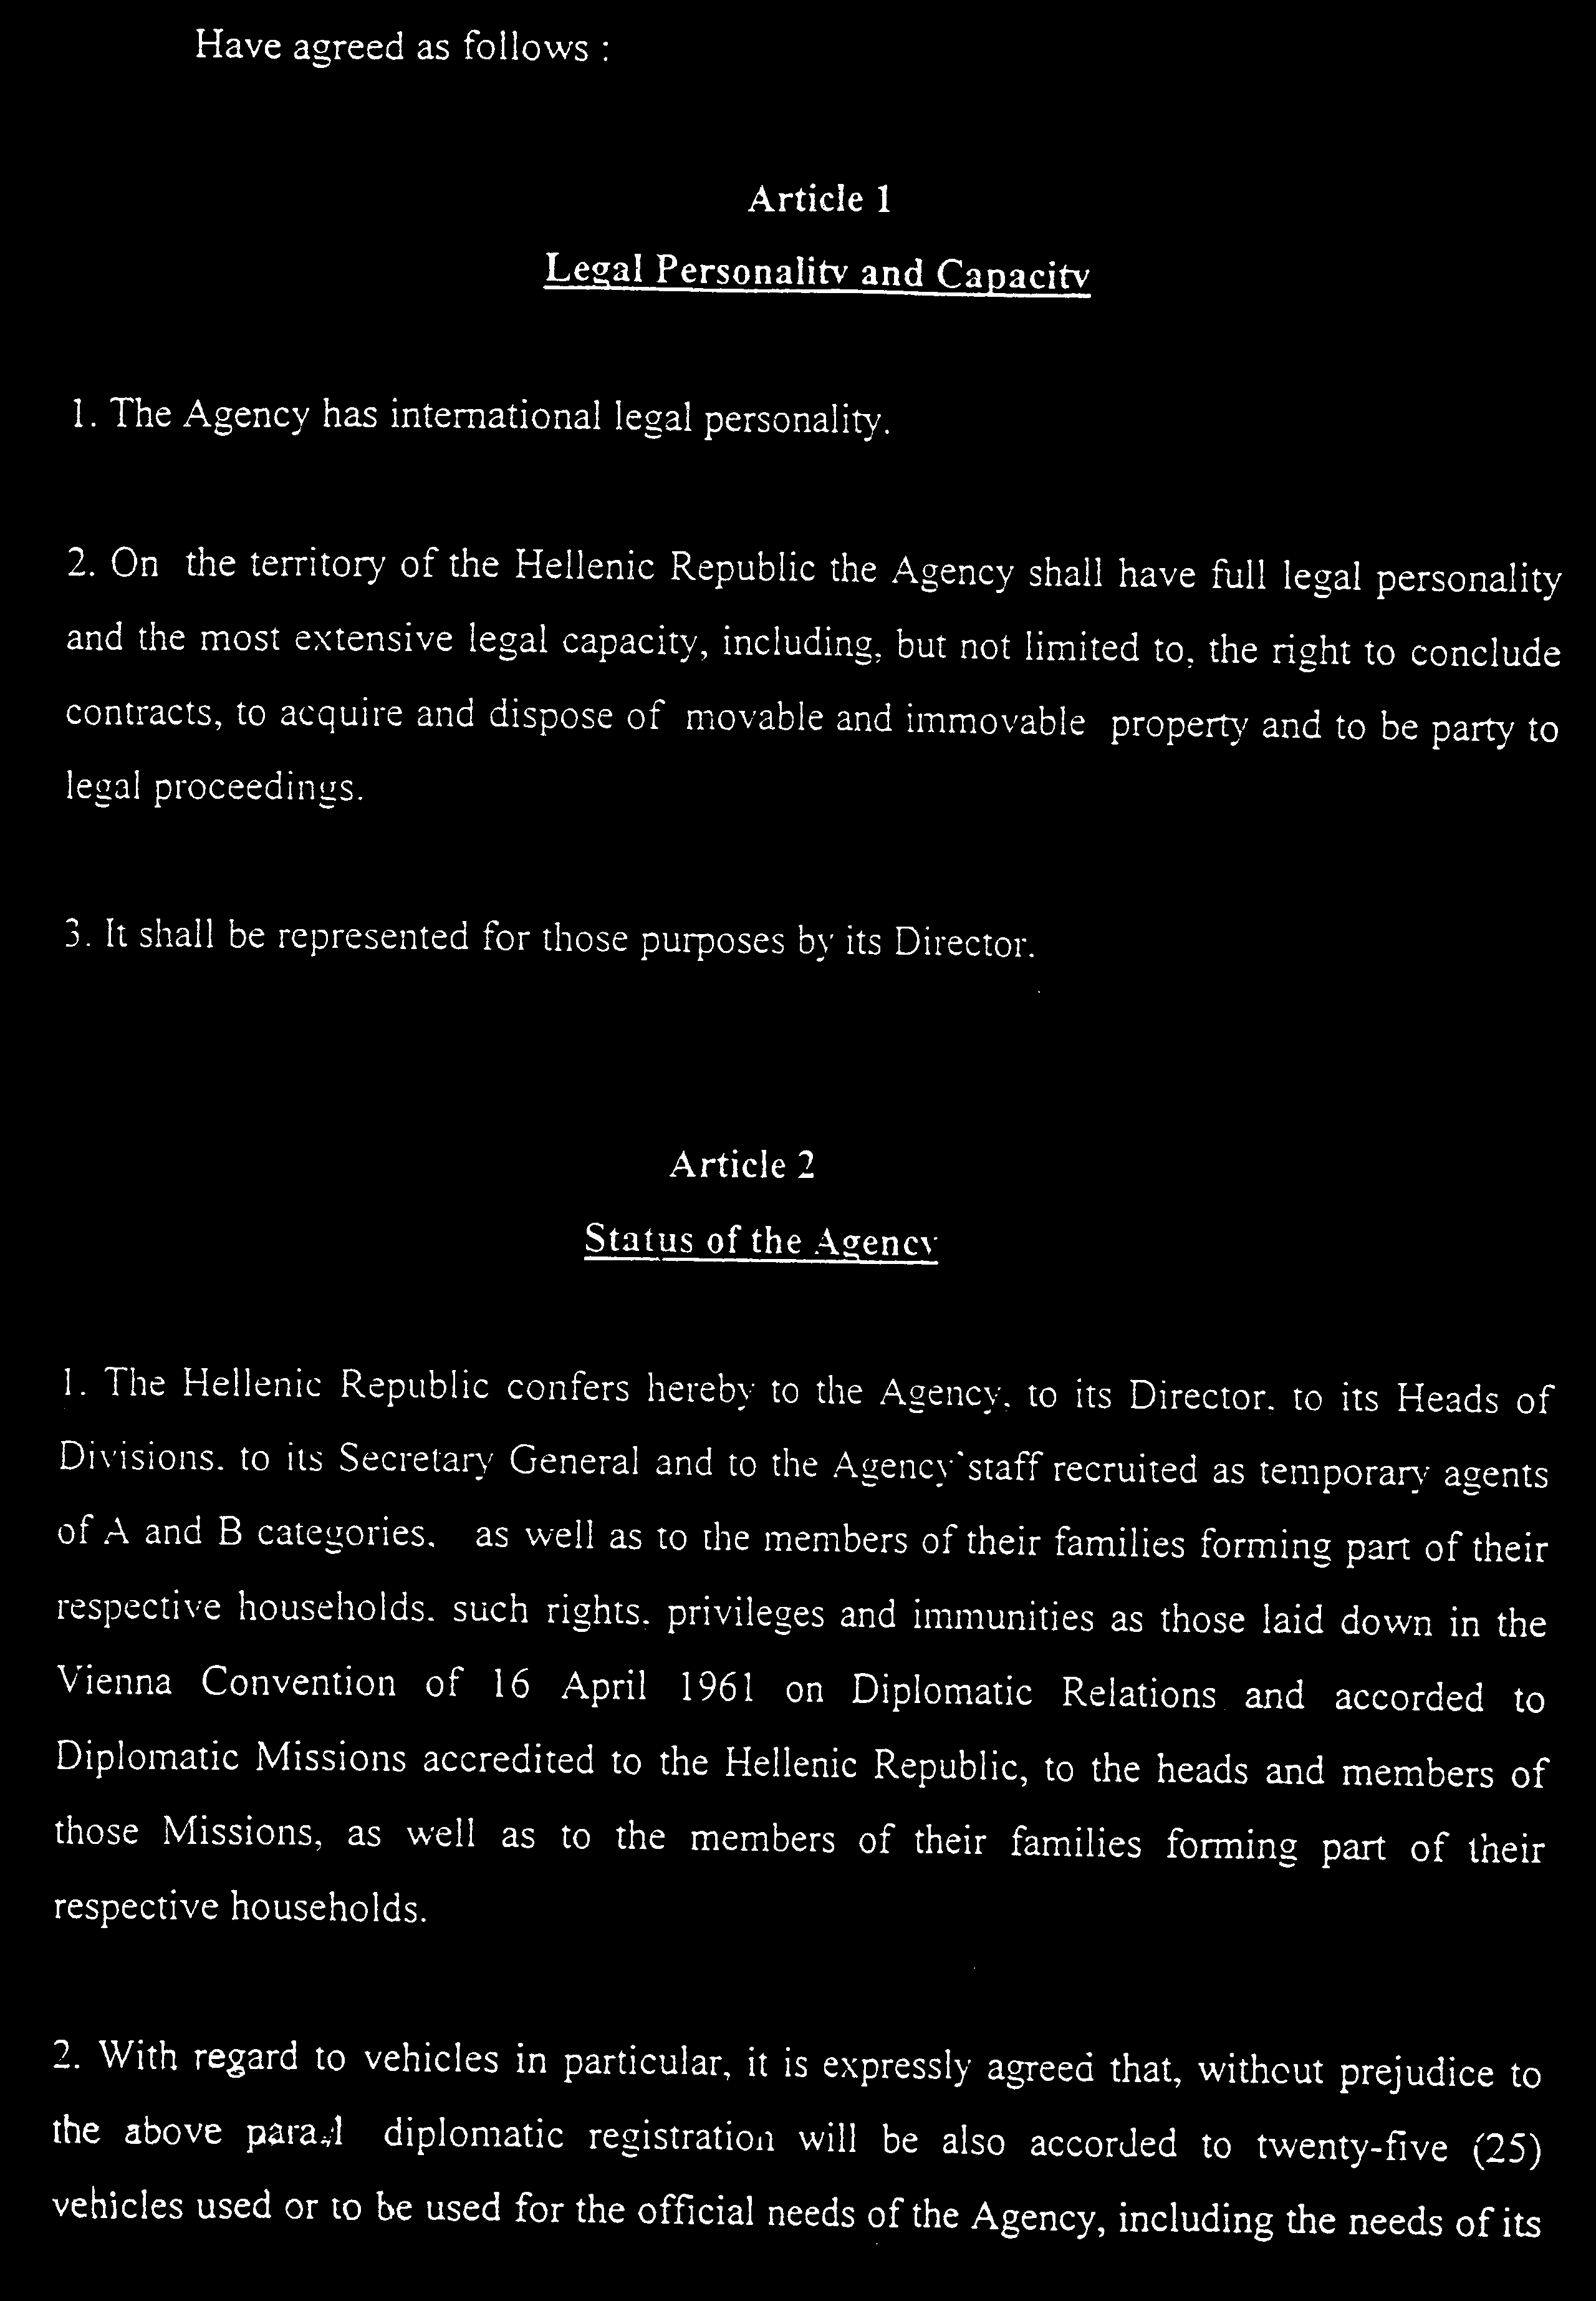 Have agreed as follows :
Article 1
Legal Personality and Capacity
1. The Agency has international legal personality.
2. On the territory of the Hellenic Republic the Agency shall have full legal personality
and the most extensive legal capacity, including, but not limited to, the right to conclude
contracts, to acquire and dispose of movable and immovable property and to be party to
legal proceedings.
3. It shall be represented for those purposes by its Director.
Article 2
Status of the Agency
1. The Hellenic Republic confers hereby to the Agency, to its Director, to its Heads of
Divisions, to its Secretary General and to the Agency staff recruited as temporary agents
of A and B categories, as well as to the members of their families forming part of their
respective households, such rights, privileges and immunities as those laid down in the
Vienna Convention of 16 April 1961 on Diplomatic Relations and accorded to
Diplomatic Missions accredited to the Hellenic Republic, to the heads and members of
those Missions, as well as to the members of their families forming part of their
respective households.
2. With regard to vehicles in particular, it is expressly agreed that, without prejudice to
the above para.1 diplomatic registration will be also accorded to twenty-five (25)
vehicles used or to be used for the official needs of the Agency, including the needs of its